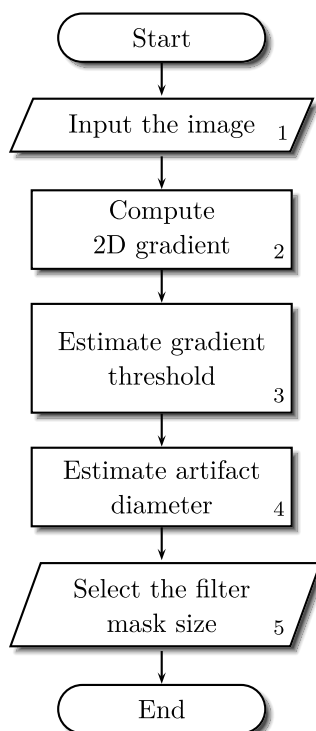 Start
Input the image 1
Compute
2D gradient 2
Estimate gradient
threshold
3
Estimate artifact
diameter 4
Select the filter
mask size 5
End